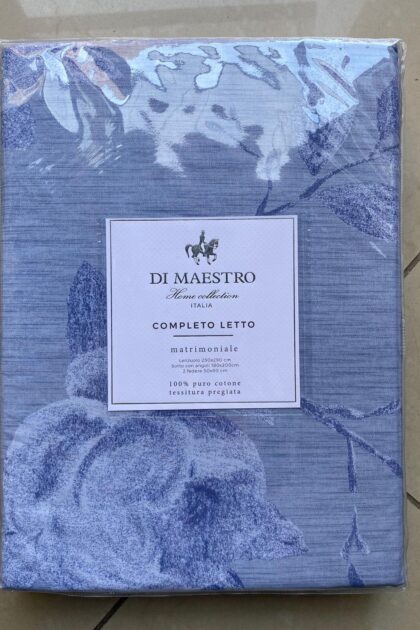 DI MAESTRO
Home collection
ITALIA
COMPLETO LETTO
matrimoniale
Lenzuolo 250x290 cm
Sotto con angoli 180x200cm
2 federe 50x80 cm
100% puro cotone
tessitura pregiata